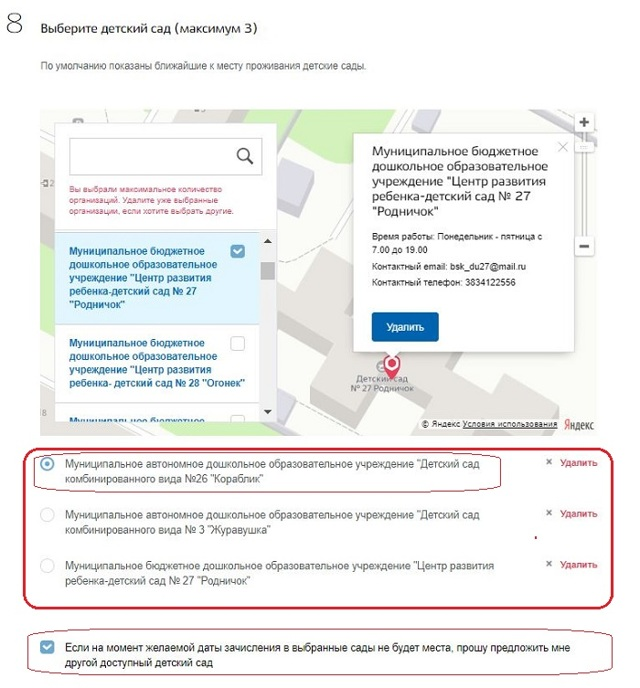 8 Выберите детский сад (максимум 3)
По умолчанию показаны ближайшие к месту проживания детские сады.
Вы выбрали максимальное количество
организаций. Удалите уже выбранные
организации, если хотите выбрать другие.
Муниципальное бюджетное
дошкольное образовательное
учреждение "Центр развития
ребенка-детский сад № 27
"Родничок"
Муниципальное бюджетное
дошкольное образовательное
учреждение "Центр развития
ребенка- детский сад № 28 "Огонек"
Муниципальное бюджетное
Муниципальное бюджетное
дошкольное образовательное
учреждение "Центр развития
ребенка-детский сад № 27
"Родничок"
Время работы: Понедельник - пятница с
7.00 до 19.00
Контактный email: bsk_du27@mail.ru
Контактный телефон: 3834122556
Удалить
Детский сад
№ 27 Родничок
8
© Яндекс Условия использования Яндекс
Муниципальное автономное дошкольное образовательное учреждение "Детский сад
комбинированного вида №26 "Кораблик"
× Удалить
Муниципальное автономное дошкольное образовательное учреждение "Детский сад
комбинированного вида № 3 "Журавушка"
× Удалить
Муниципальное бюджетное дошкольное образовательное учреждение "Центр развития
ребенка-детский сад № 27 "Родничок"
× Удалить
Если на момент желаемой даты зачисления в выбранные сады не будет места, прошу предложить мне
другой доступный детский сад